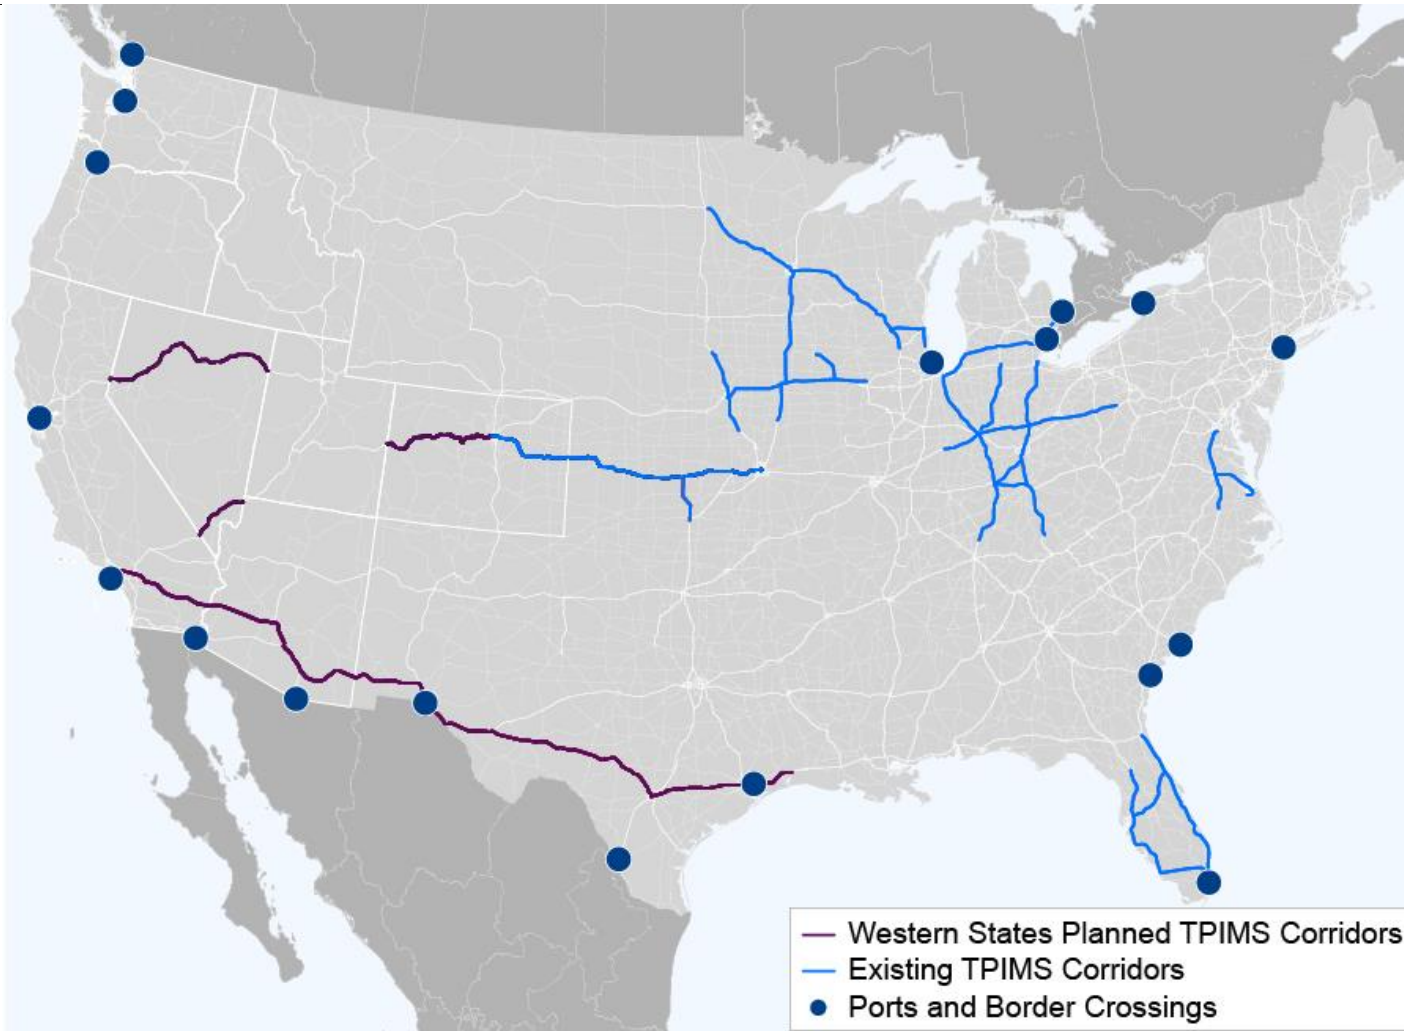 Western States Planned TPIMS Corridors
Existing TPIMS Corridors
Ports and Border Crossings